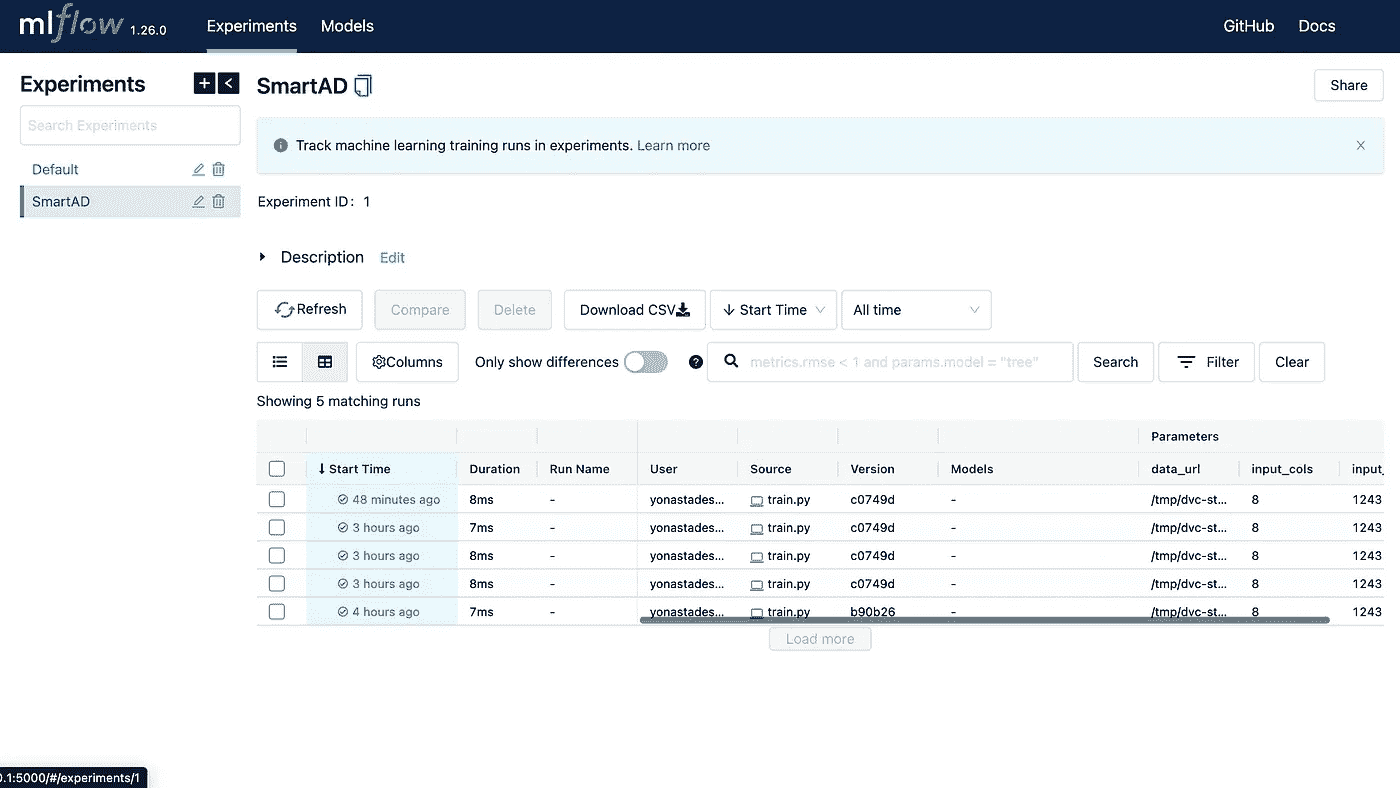 mlflow 1.26.0 Experiments Models GitHub Docs
Experiments + <
Search Experiments
Default
SmartAD
SmartAD
Share
Track machine learning training runs in experiments. Learn more
Experiment ID: 1
Description Edit
Refresh Compare Delete Download CSV Start Time All time
Columns Only show differences ? metrics.rmse < 1 and params.model = "tree" Search Filter Clear
Showing 5 matching runs
Parameters
↓ Start Time Duration Run Name User Source Version Models data_url input_cols input_
48 minutes ago 8ms - yonastades... train.py c0749d - /tmp/dvc-st... 8 1243
3 hours ago 7ms - yonastades... train.py c0749d - /tmp/dvc-st... 8 1243
3 hours ago 8ms - yonastades... train.py c0749d - /tmp/dvc-st... 8 1243
3 hours ago 8ms - yonastades... train.py c0749d - /tmp/dvc-st... 8 1243
4 hours ago 7ms - yonastades... train.py b90b26 - /tmp/dvc-st... 8 1243
Load more
0.1:5000/#/experiments/1